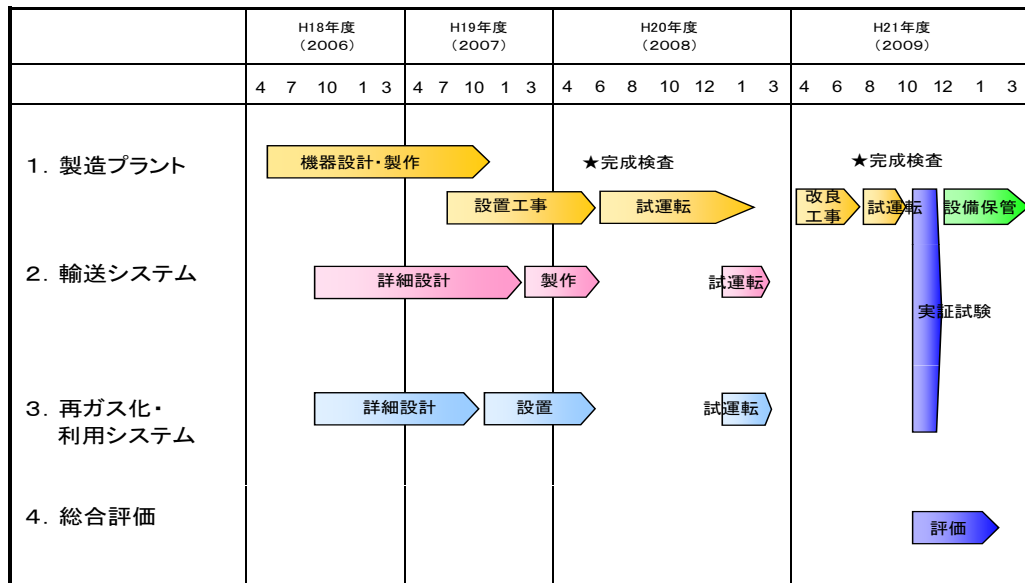 H18年度
(2006)
H19年度
(2007)
H20年度
(2008)
H21年度
(2009)
4 7 10 1 3
4 7 10 1 3
4 6 8 10 12 1 3
4 6 8 10 12 1 3
1．製造プラント
機器設計・製作
★完成検査
★完成検査
設置工事
試運転
改良
工事
試運転
設備保管
2．輸送システム
詳細設計
製作
試運転
実証試験
3．再ガス化・
利用システム
詳細設計
設置
試運転
4．総合評価
評価